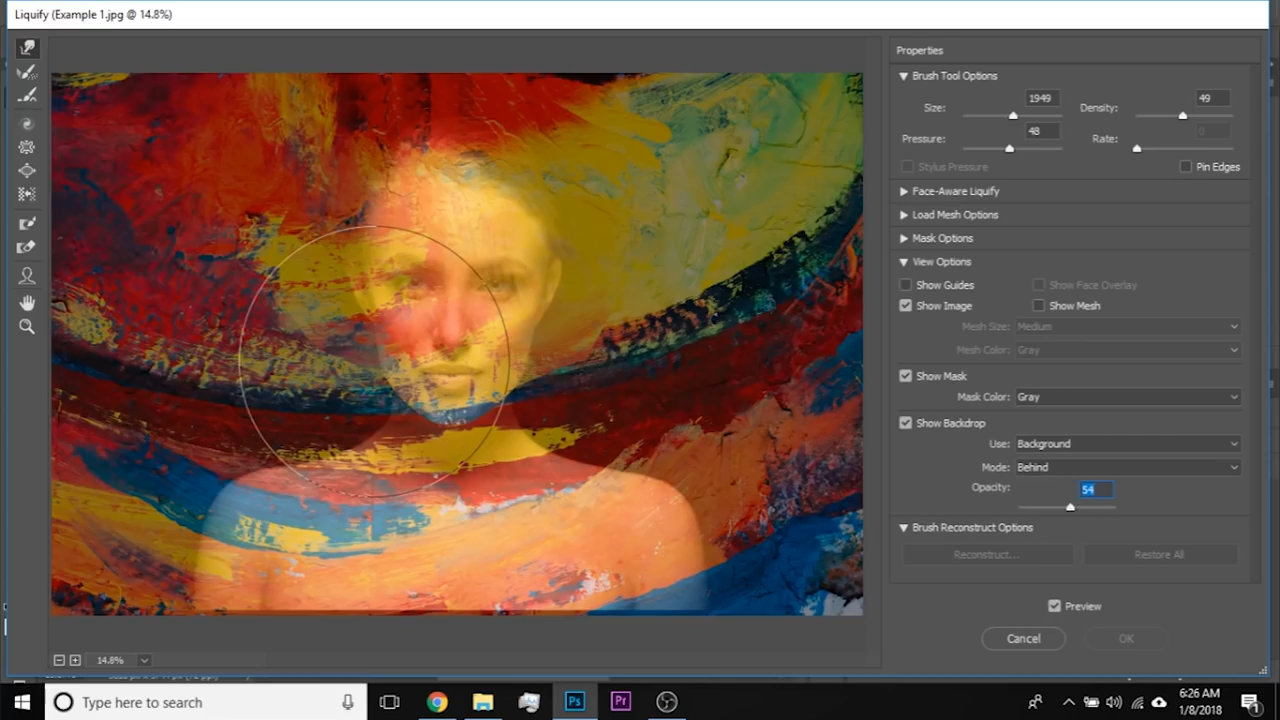 Liquify (Example 1.jpg @ 14.8%)
Properties
Brush Tool Options
Size: 1949 Density: 49
Pressure: 48 Rate: 0
Stylus Pressure Pin Edges
Face-Aware Liquify
Load Mesh Options
Mask Options
View Options
Show Guides Show Face Overlay
Show Image Show Mesh
Mesh Size: Medium
Mesh Color: Gray
Show Mask
Mask Color: Gray
Show Backdrop
Use: Background
Mode: Behind
Opacity: 54
Brush Reconstruct Options
Reconstruct... Restore All
Preview
Cancel OK
14.8%
Type here to search
Ps
Pr
6:26 AM
1/8/2018
1